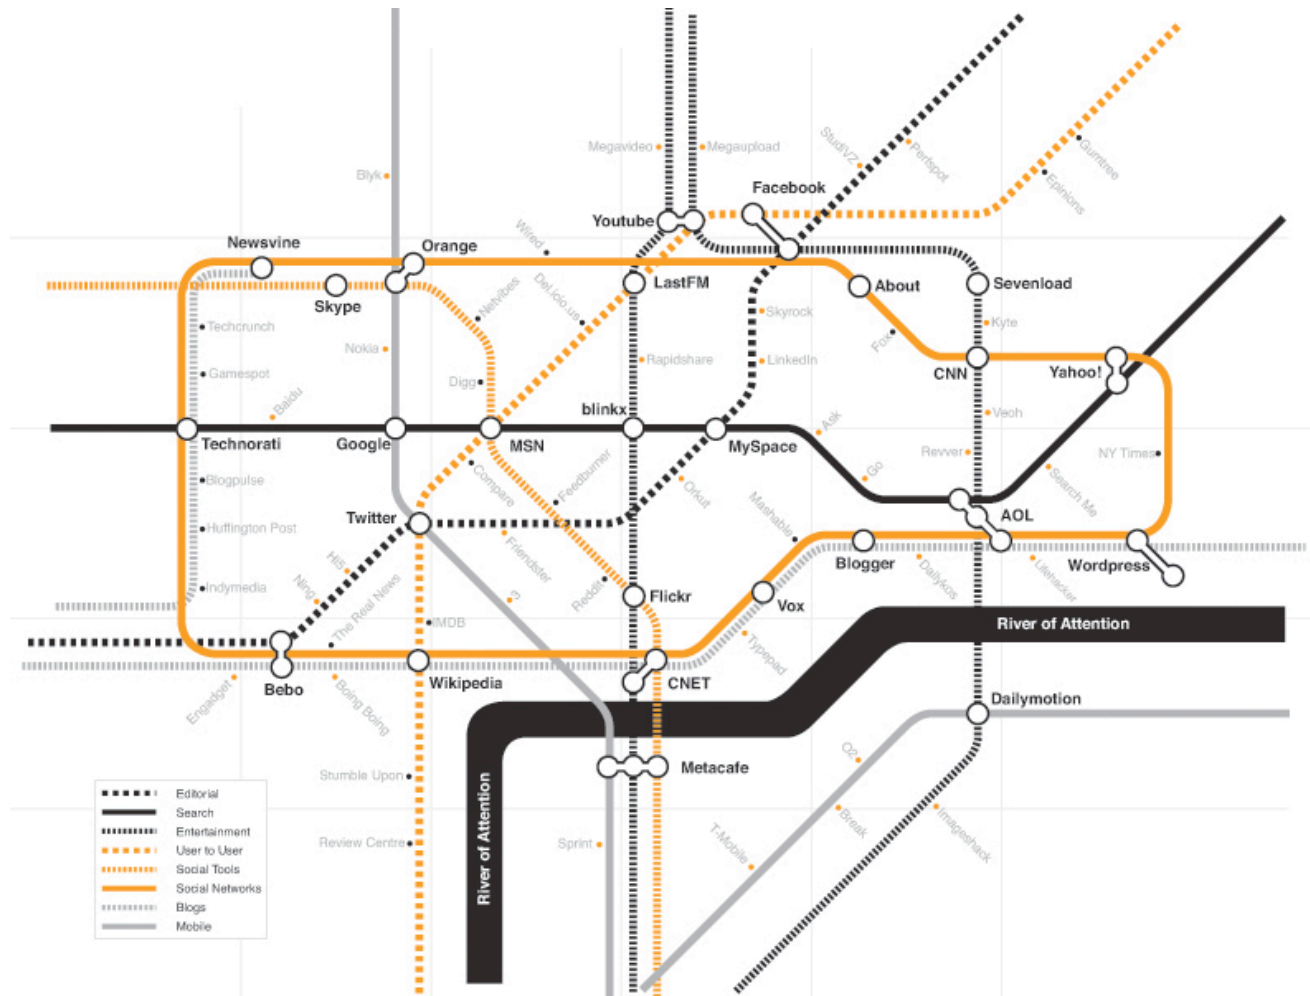 Megavideo
Megaupload
StudiVZ
Perfspot
Gumtree
Epinions
Blyk
Facebook
Youtube
Wired
Newsvine
Orange
Skype
LastFM
About
Sevenload
Del.icio.us
Netvibes
Skyrock
Kyte
Techcrunch
Nokia
Rapidshare
LinkedIn
Fox
CNN
Yahoo!
Gamespot
Digg
Baidu
blinkx
Ask
Veoh
Technorati
Google
MSN
MySpace
Revver
NY Times
Blogpulse
Compare
Feedburner
Orkut
Go
Search Me
Twitter
Mashable
AOL
Huffington Post
Friendster
Blogger
Dailykos
Lifehacker
Wordpress
Hi5
Ning
Indymedia
The Real News
3
Reddit
Flickr
Vox
IMDB
River of Attention
Typepad
Bebo
Wikipedia
CNET
Engadget
Boing Boing
Dailymotion
Stumble Upon
Metacafe
O2
Review Centre
River of Attention
Sprint
T-Mobile
Break
Imageshack
Editorial
Search
Entertainment
User to User
Social Tools
Social Networks
Blogs
Mobile